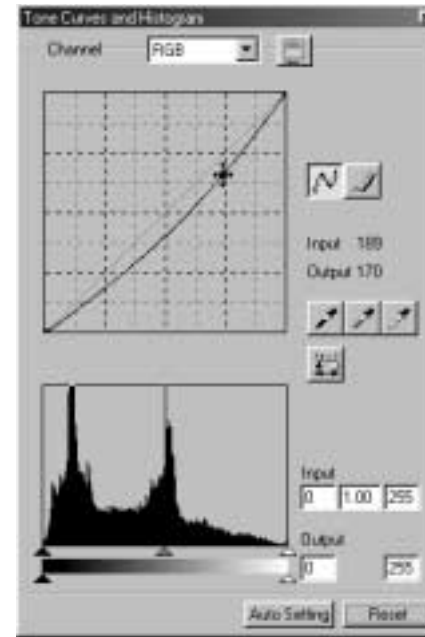 Tone Curves and Histogram
Channel RGB
Input 189
Output 170
Input
0 1.00 255
Output
0 255
Auto Setting Reset